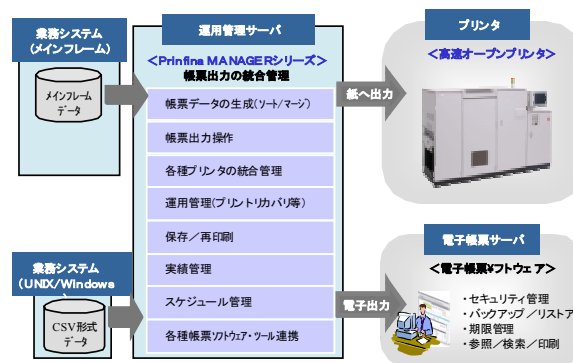 業務システム
(メインフレーム)
メインフレーム
データ
業務システム
(UNIX/Windows
)
CSV形式
データ
運用管理サーバ
＜Prinfina MANAGERシリーズ＞
帳票出力の統合管理
帳票データの生成(ソート/マージ)
帳票出力操作
各種プリンタの統合管理
運用管理(プリントリカバリ等)
保存／再印刷
実績管理
スケジュール管理
各種帳票ソフトウェア・ツール連携
紙へ出力
電子出力
プリンタ
＜高速オープンプリンタ＞
電子帳票サーバ
＜電子帳票¥フトウェア＞
・セキュリティ管理
・バックアップ／リストア
・期限管理
・参照／検索／印刷